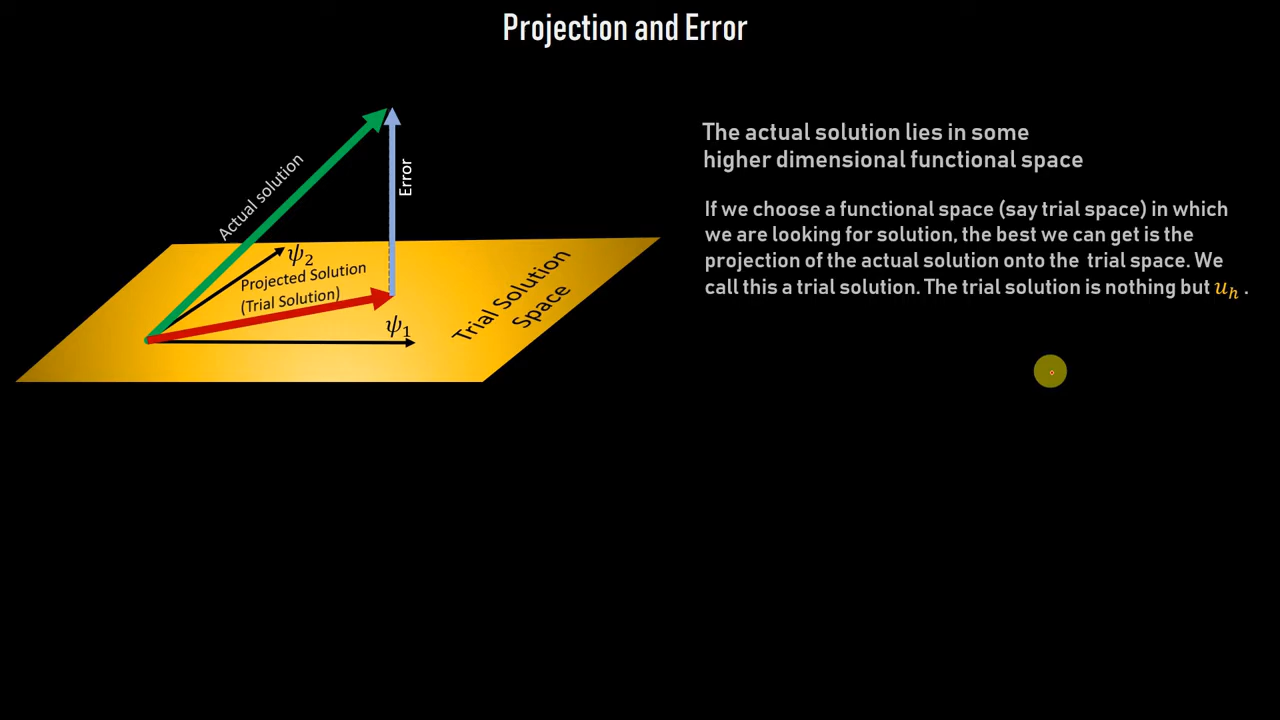 Projection and Error
Actual solution
Error
ψ₂
Projected Solution
(Trial Solution)
ψ₁
Trial Solution
Space
The actual solution lies in some
higher dimensional functional space
If we choose a functional space (say trial space) in which
we are looking for solution, the best we can get is the
projection of the actual solution onto the trial space. We
call this a trial solution. The trial solution is nothing but uₕ .